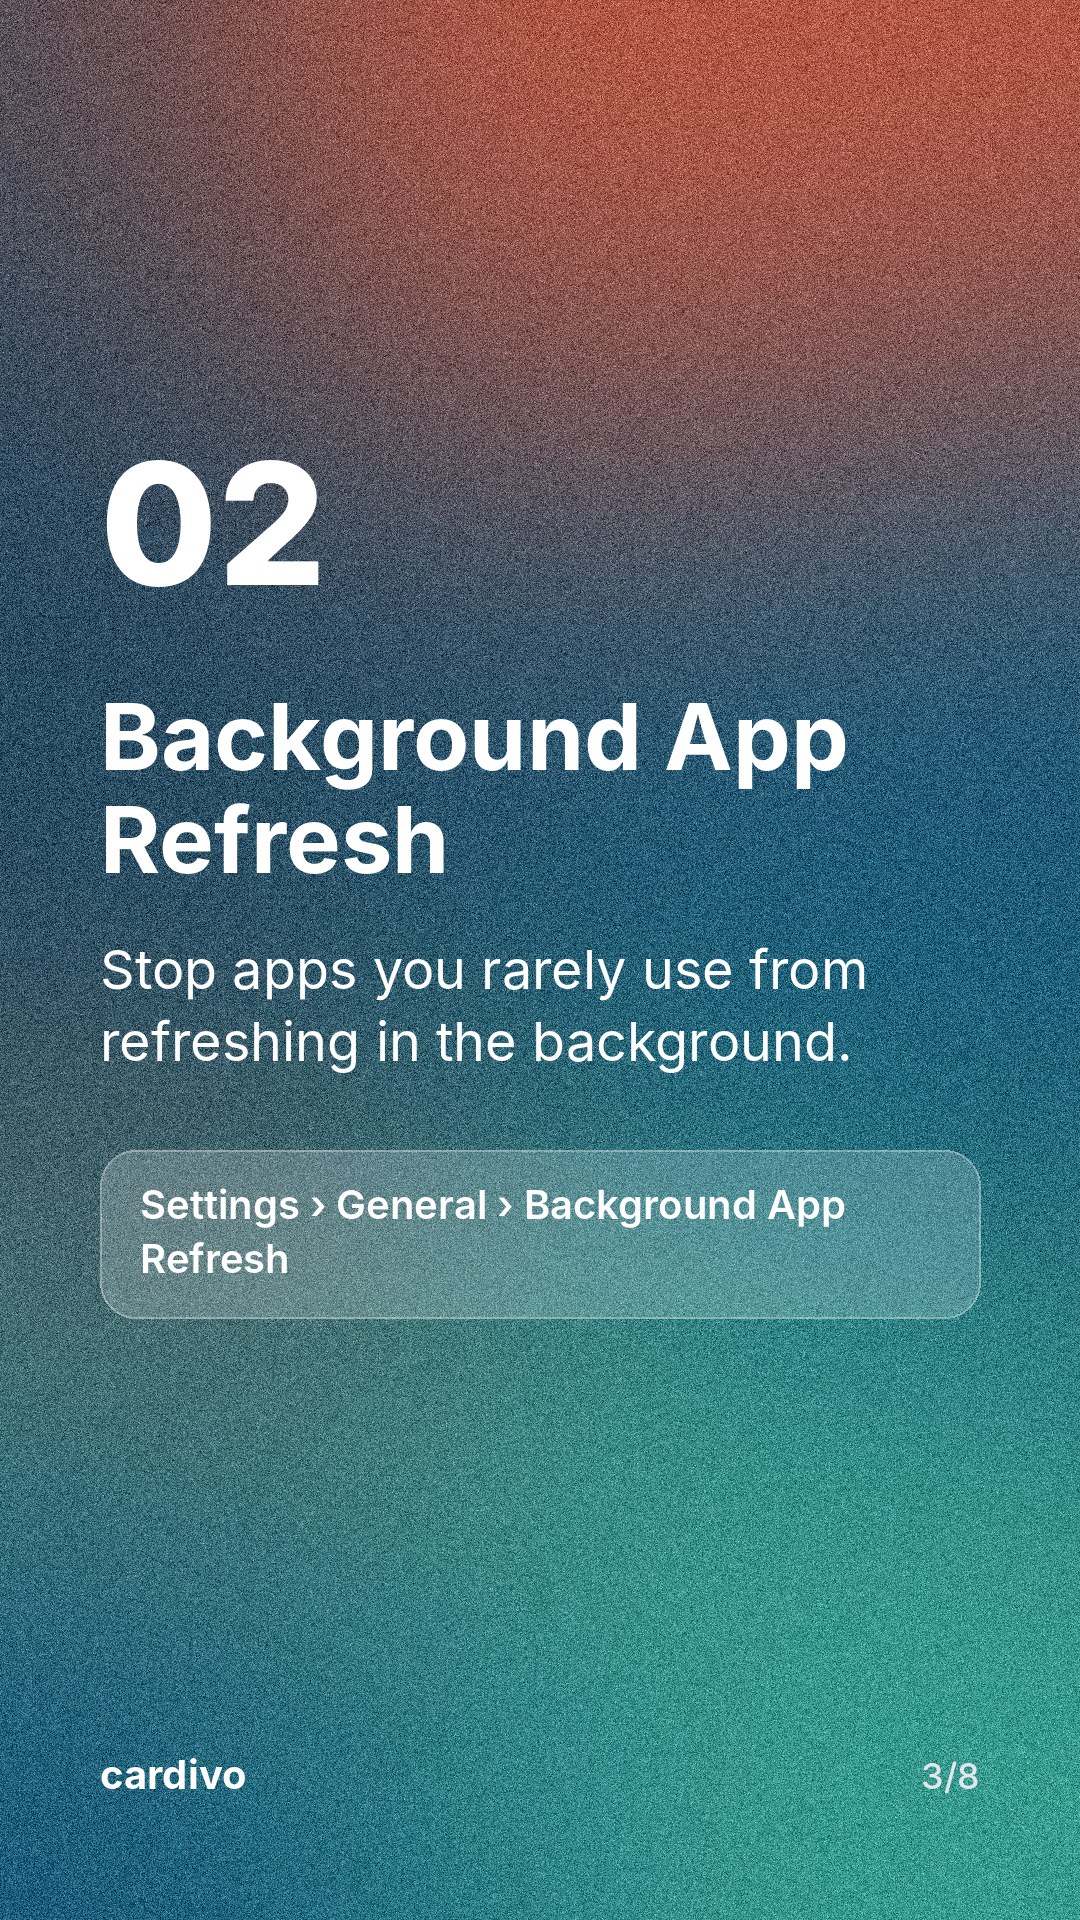 02
Background App
Refresh
Stop apps you rarely use from
refreshing in the background.
Settings › General › Background App
Refresh
cardivo
3/8